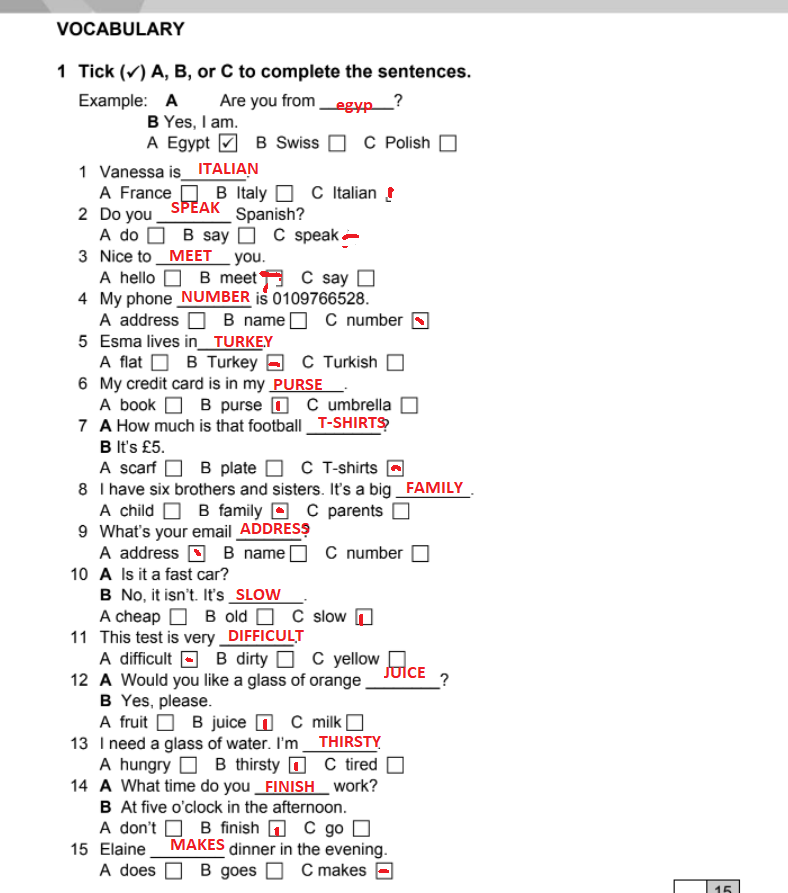 VOCABULARY
1 Tick (✓) A, B, or C to complete the sentences.
Example: A Are you from egyp?
B Yes, I am.
A Egypt ✓ B Swiss C Polish
1 Vanessa is ITALIAN.
A France B Italy C Italian
2 Do you SPEAK Spanish?
A do B say C speak
3 Nice to MEET you.
A hello B meet C say
4 My phone NUMBER is 0109766528.
A address B name C number
5 Esma lives in TURKEY.
A flat B Turkey C Turkish
6 My credit card is in my PURSE.
A book B purse C umbrella
7 A How much is that football T-SHIRTS?
B It's £5.
A scarf B plate C T-shirts
8 I have six brothers and sisters. It's a big FAMILY.
A child B family C parents
9 What's your email ADDRESS?
A address B name C number
10 A Is it a fast car?
B No, it isn't. It's SLOW.
A cheap B old C slow
11 This test is very DIFFICULT.
A difficult B dirty C yellow
12 A Would you like a glass of orange JUICE?
B Yes, please.
A fruit B juice C milk
13 I need a glass of water. I'm THIRSTY.
A hungry B thirsty C tired
14 A What time do you FINISH work?
B At five o'clock in the afternoon.
A don't B finish C go
15 Elaine MAKES dinner in the evening.
A does B goes C makes
15